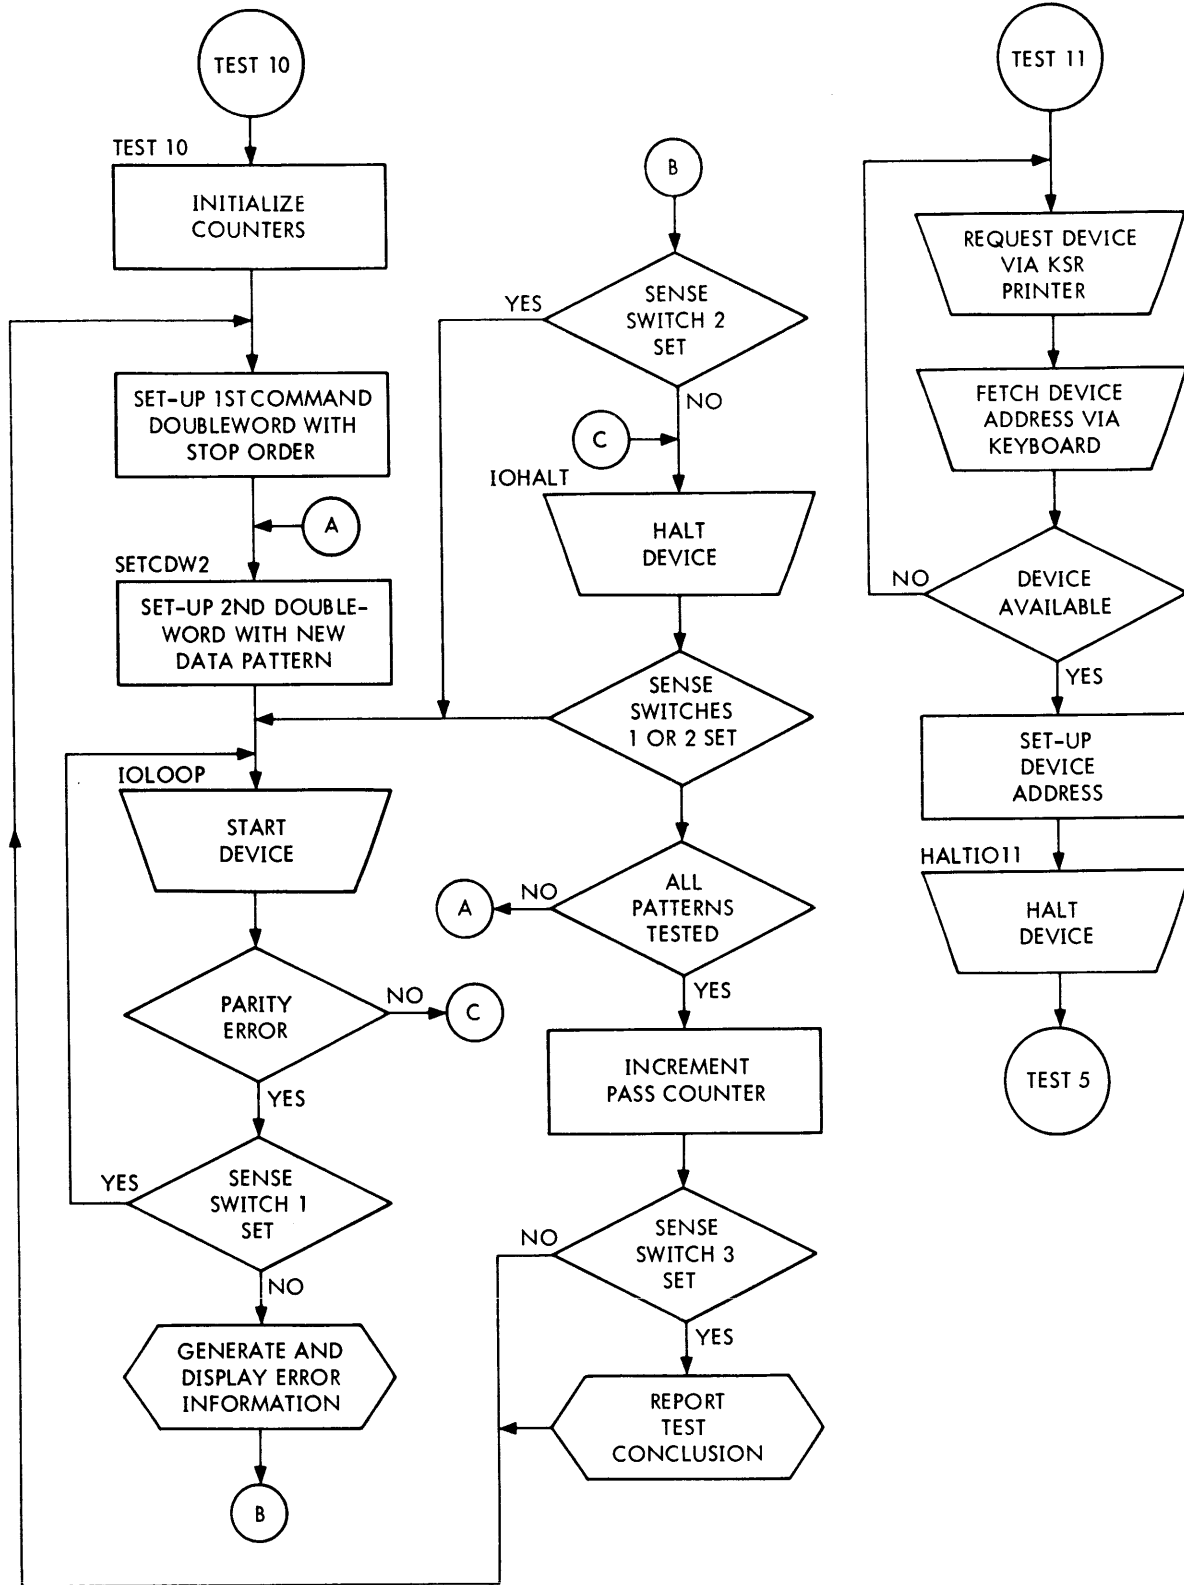 TEST 10
TEST 10
INITIALIZE
COUNTERS
SET-UP 1ST COMMAND
DOUBLEWORD WITH
STOP ORDER
A
SETCDW2
SET-UP 2ND DOUBLE-
WORD WITH NEW
DATA PATTERN
IOLOOP
START
DEVICE
PARITY
ERROR
NO
C
YES
YES
SENSE
SWITCH 1
SET
NO
GENERATE AND
DISPLAY ERROR
INFORMATION
B
B
YES
SENSE
SWITCH 2
SET
NO
C
IOHALT
HALT
DEVICE
SENSE
SWITCHES
1 OR 2 SET
A
NO
ALL
PATTERNS
TESTED
YES
INCREMENT
PASS COUNTER
NO
SENSE
SWITCH 3
SET
YES
REPORT
TEST
CONCLUSION
TEST 11
REQUEST DEVICE
VIA KSR
PRINTER
FETCH DEVICE
ADDRESS VIA
KEYBOARD
NO
DEVICE
AVAILABLE
YES
SET-UP
DEVICE
ADDRESS
HALTIO11
HALT
DEVICE
TEST 5